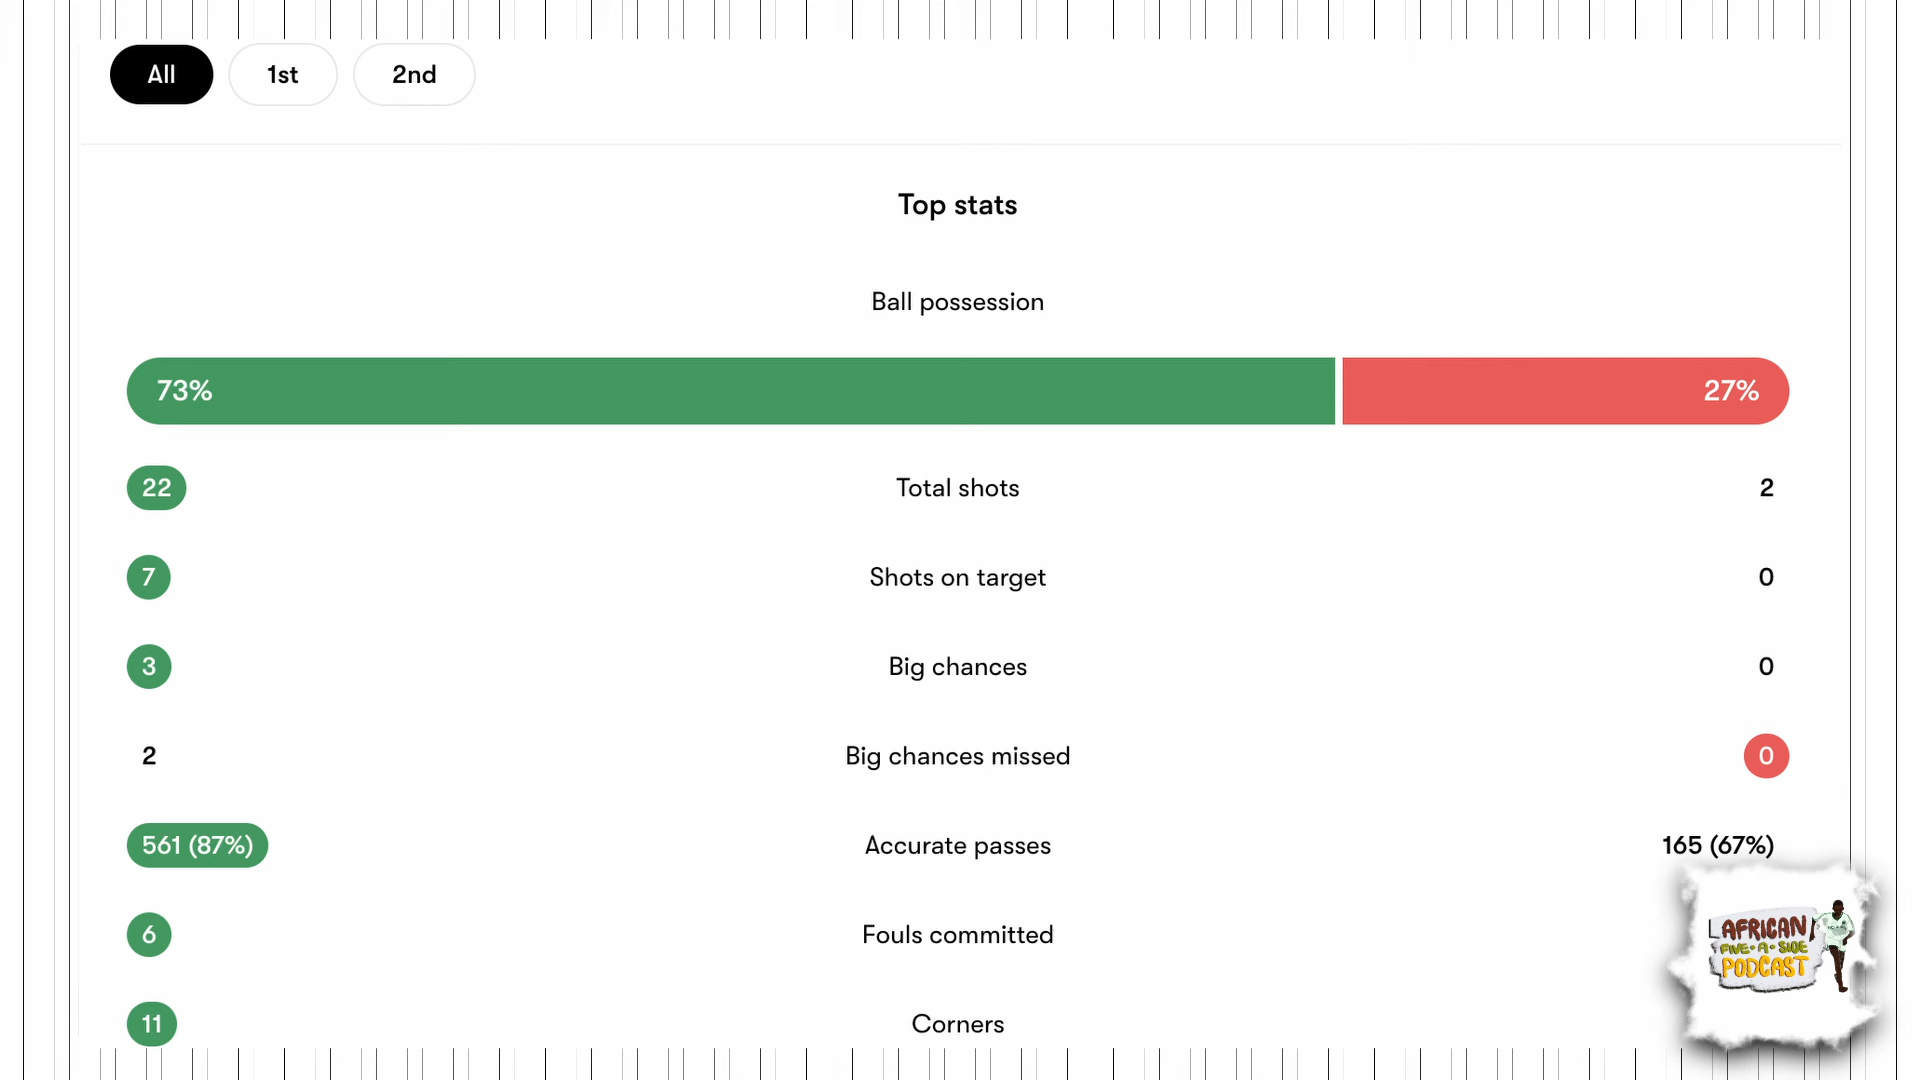 All 1st 2nd
Top stats
Ball possession
73% 27%
22 Total shots 2
7 Shots on target 0
3 Big chances 0
2 Big chances missed 0
561 (87%) Accurate passes 165 (67%)
6 Fouls committed
11 Corners
AFRICAN
FIVE-A-SIDE
PODCAST